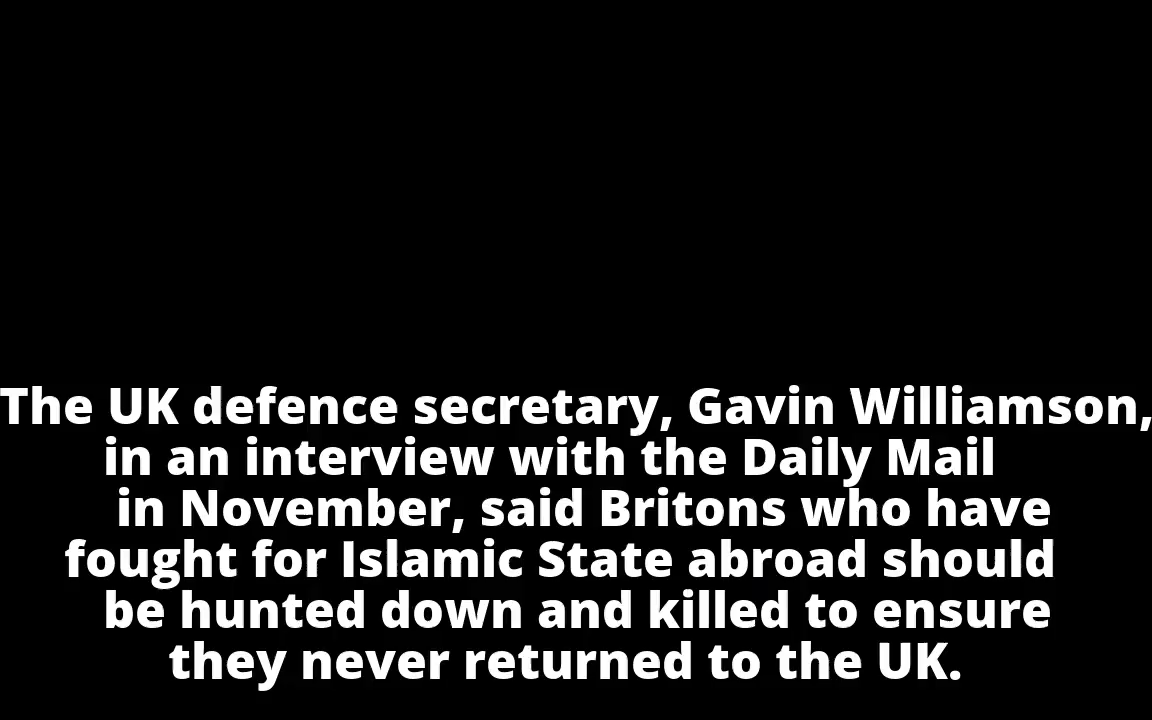 The UK defence secretary, Gavin Williamson,
in an interview with the Daily Mail
in November, said Britons who have
fought for Islamic State abroad should
be hunted down and killed to ensure
they never returned to the UK.